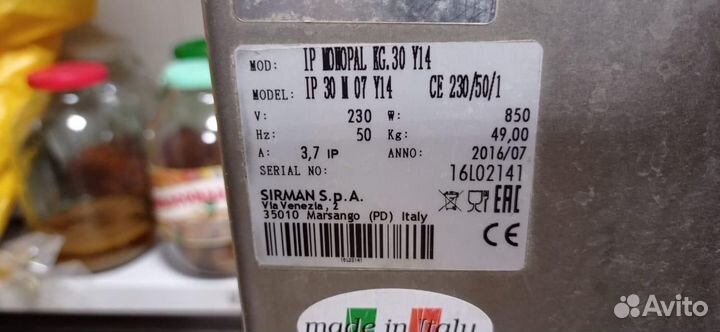 MOD: IP MONOPAL KG.30 Y14
MODEL: IP 30 M 07 Y14 CE 230/50/1
V: 230 W: 850
Hz: 50 Kg: 49,00
A: 3,7 IP ANNO: 2016/07
SERIAL NO: 16L02141
SIRMAN S.p.A.
Via Venezia, 2
35010 Marsango (PD) Italy
EAC
16L02141
CE
made in Italy
Avito